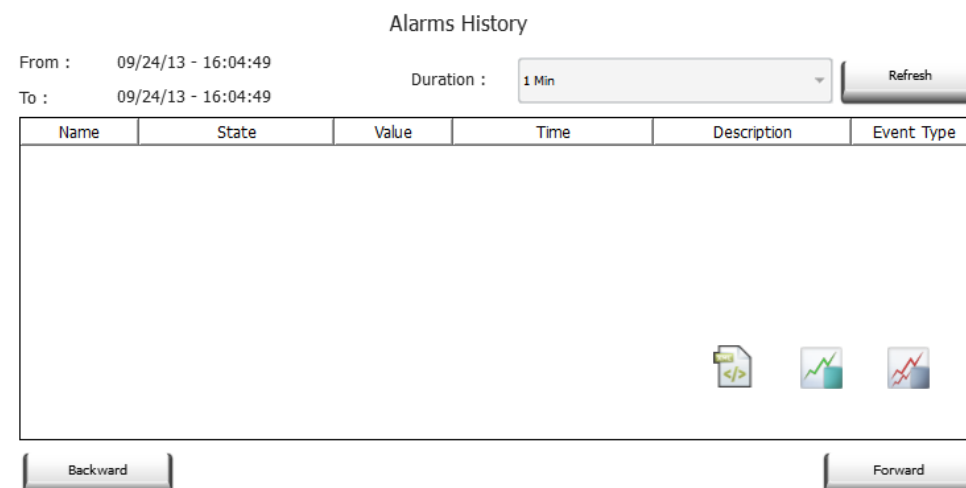 Alarms History
From : 09/24/13 - 16:04:49
Duration : 1 Min Refresh
To : 09/24/13 - 16:04:49
Name State Value Time Description Event Type
</>
Backward Forward